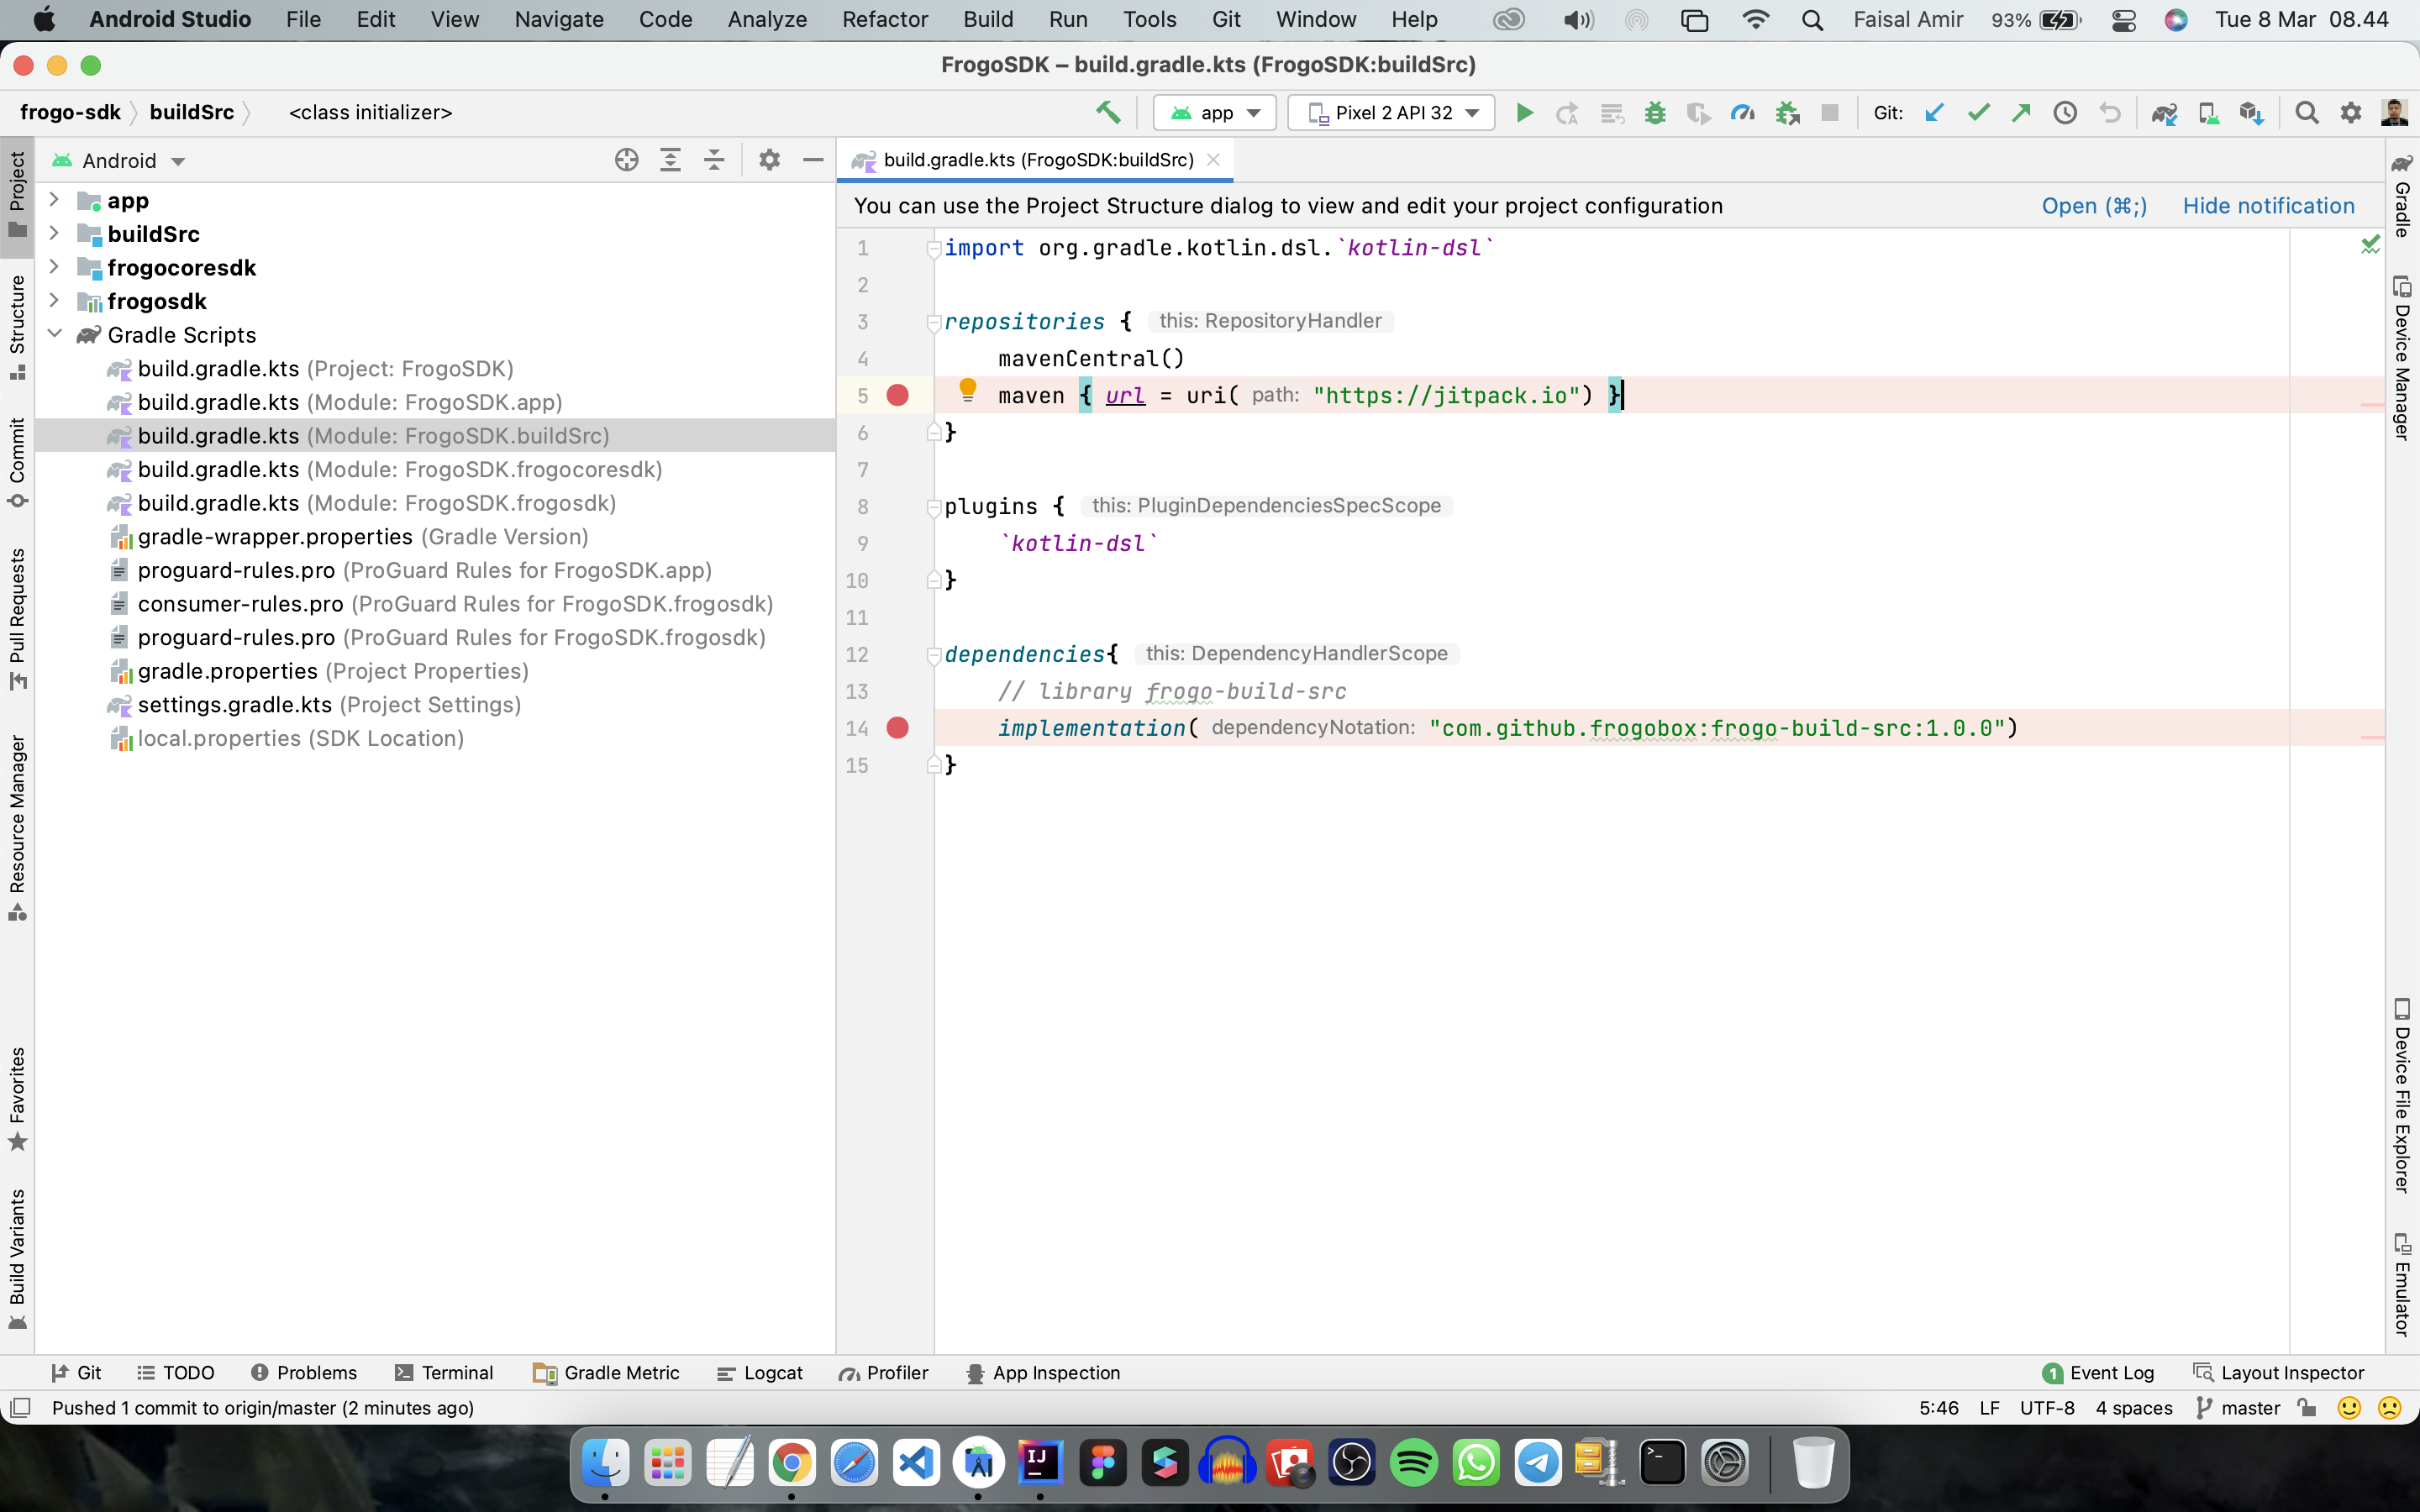 Android Studio File Edit View Navigate Code Analyze Refactor Build Run Tools Git Window Help Faisal Amir 93% Tue 8 Mar 08.44
FrogoSDK – build.gradle.kts (FrogoSDK:buildSrc)
frogo-sdk buildSrc <class initializer> app Pixel 2 API 32 Git:
Project
Structure
Commit
Pull Requests
Resource Manager
Favorites
Build Variants
Android
app
buildSrc
frogocoresdk
frogosdk
Gradle Scripts
build.gradle.kts (Project: FrogoSDK)
build.gradle.kts (Module: FrogoSDK.app)
build.gradle.kts (Module: FrogoSDK.buildSrc)
build.gradle.kts (Module: FrogoSDK.frogocoresdk)
build.gradle.kts (Module: FrogoSDK.frogosdk)
gradle-wrapper.properties (Gradle Version)
proguard-rules.pro (ProGuard Rules for FrogoSDK.app)
consumer-rules.pro (ProGuard Rules for FrogoSDK.frogosdk)
proguard-rules.pro (ProGuard Rules for FrogoSDK.frogosdk)
gradle.properties (Project Properties)
settings.gradle.kts (Project Settings)
local.properties (SDK Location)
build.gradle.kts (FrogoSDK:buildSrc)
You can use the Project Structure dialog to view and edit your project configuration Open (⌘;) Hide notification
1 import org.gradle.kotlin.dsl.`kotlin-dsl`
2
3 repositories { this: RepositoryHandler
4 mavenCentral()
5 maven { url = uri( path: "https://jitpack.io") }
6 }
7
8 plugins { this: PluginDependenciesSpecScope
9 `kotlin-dsl`
10 }
11
12 dependencies{ this: DependencyHandlerScope
13 // library frogo-build-src
14 implementation( dependencyNotation: "com.github.frogobox:frogo-build-src:1.0.0")
15 }
Gradle
Device Manager
Device File Explorer
Emulator
Git TODO Problems Terminal Gradle Metric Logcat Profiler App Inspection 1 Event Log Layout Inspector
Pushed 1 commit to origin/master (2 minutes ago) 5:46 LF UTF-8 4 spaces master
IJ